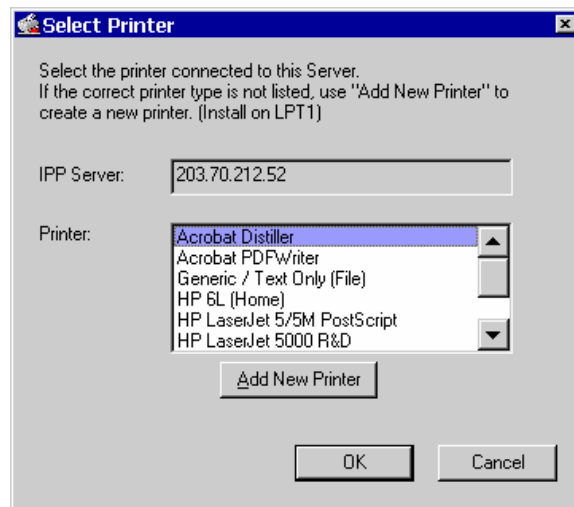 Select Printer
Select the printer connected to this Server.
If the correct printer type is not listed, use "Add New Printer" to
create a new printer. (Install on LPT1)
IPP Server: 203.70.212.52
Printer: Acrobat Distiller
Acrobat PDFWriter
Generic / Text Only (File)
HP 6L (Home)
HP LaserJet 5/5M PostScript
HP LaserJet 5000 R&D
Add New Printer
OK Cancel